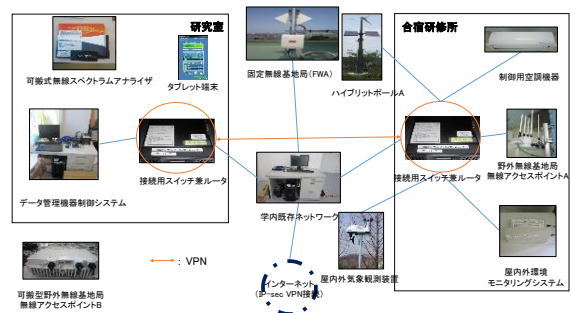 研究室
可搬式無線スペクトラムアナライザ
タブレット端末
データ管理機器制御システム
接続用スイッチ兼ルータ
可搬型野外無線基地局
無線アクセスポイントB
: VPN
固定無線基地局(FWA)
ハイブリットポールA
学内既存ネットワーク
屋内外気象観測装置
インターネット
(IP-sec VPN接続)
合宿研修所
制御用空調機器
接続用スイッチ兼ルータ
野外無線基地局
無線アクセスポイントA
屋内外環境
モニタリングシステム